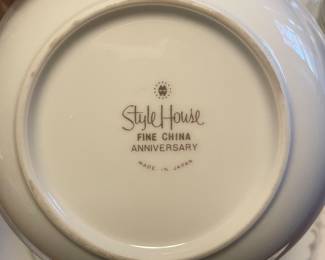 Style House
FINE CHINA
ANNIVERSARY
MADE IN JAPAN